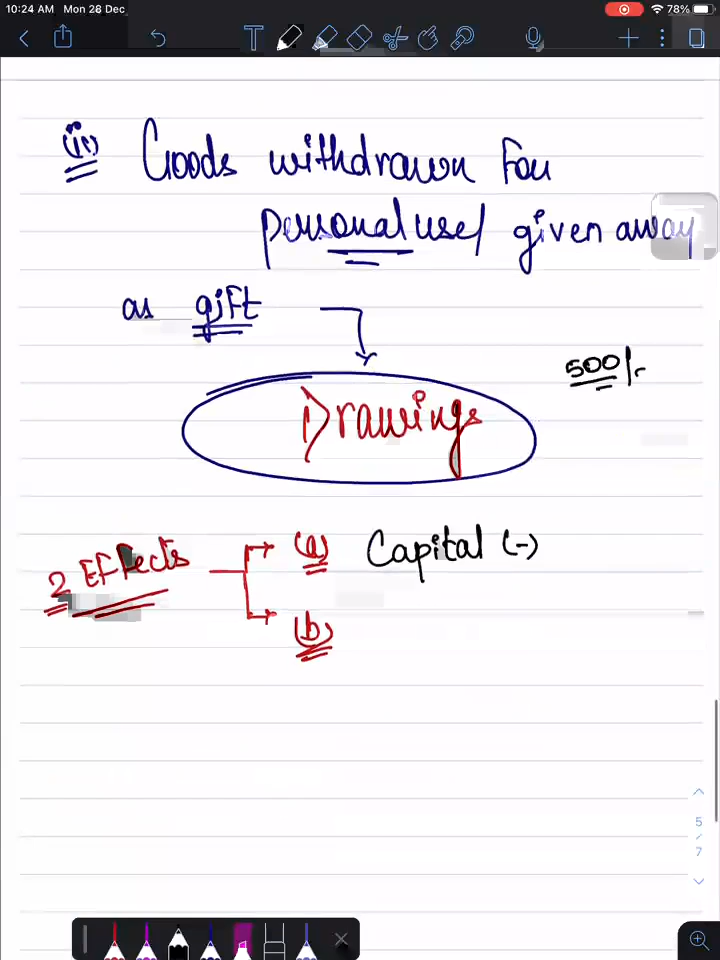 10:24 AM Mon 28 Dec 78%
(iv) Goods withdrawn For
personal use/ given away
as gift
500/-
Drawings
2 Effects
(a) Capital (-)
(b)
5
/
7